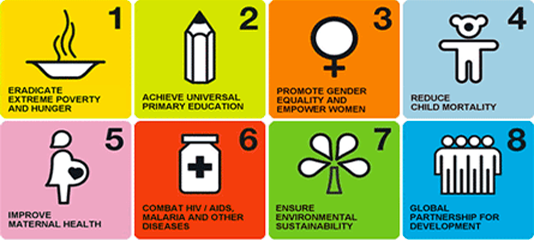 1
ERADICATE
EXTREME POVERTY
AND HUNGER
2
ACHIEVE UNIVERSAL
PRIMARY EDUCATION
3
PROMOTE GENDER
EQUALITY AND
EMPOWER WOMEN
4
REDUCE
CHILD MORTALITY
5
IMPROVE
MATERNAL HEALTH
6
COMBAT HIV / AIDS,
MALARIA AND OTHER
DISEASES
7
ENSURE
ENVIRONMENTAL
SUSTAINABILITY
8
GLOBAL
PARTNERSHIP FOR
DEVELOPMENT